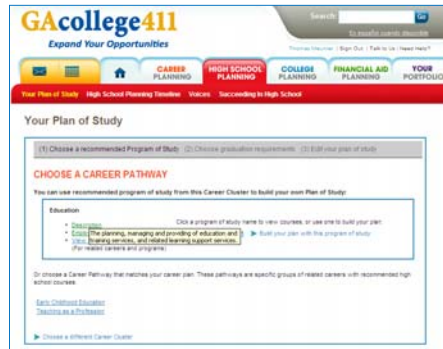 GAcollege411
Expand Your Opportunities
Search:
Go
En español cuando disponible
Sign Out | Talk to Us | Need Help?
CAREER PLANNING
HIGH SCHOOL PLANNING
COLLEGE PLANNING
FINANCIAL AID PLANNING
YOUR PORTFOLIO
Your Plan of Study High School Planning Timeline Voices Succeeding in High School
Your Plan of Study
(1) Choose a recommended Program of Study (2) Choose graduation requirements (3) Edit your plan of study
CHOOSE A CAREER PATHWAY
You can use recommended program of study from this Career Cluster to build your own Plan of Study:
Education
Click a program of study name to view courses, or use one to build your plan:
Description
The planning, managing and providing of education and training services, and related learning support services.
Build your plan with this program of study
View
(For related careers and programs)
Or choose a Career Pathway that matches your career plan. These pathways are specific groups of related careers with recommended high school courses.
Early Childhood Education
Teaching as a Profession
Choose a different Career Cluster